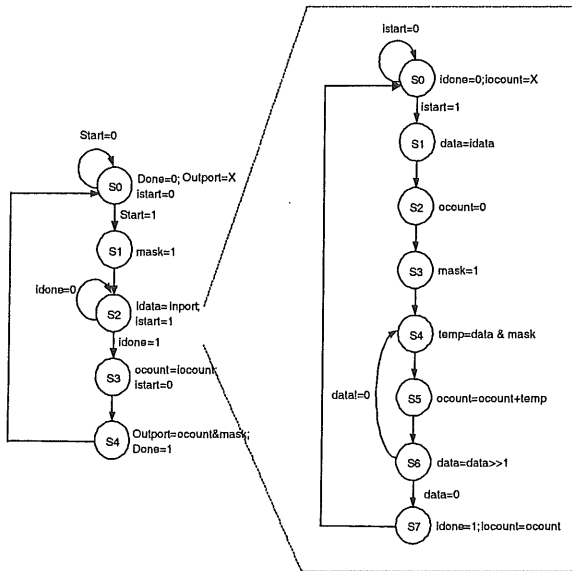 Start=0
S0
Done=0; Outport=X
istart=0
Start=1
S1
mask=1
idone=0
S2
Idata=Inport;
istart=1
idone=1
S3
ocount=iocount;
istart=0
S4
Outport=ocount&mask;
Done=1
istart=0
S0
idone=0;iocount=X
istart=1
S1
data=idata
S2
ocount=0
S3
mask=1
S4
temp=data & mask
data!=0
S5
ocount=ocount+temp
S6
data=data>>1
data=0
S7
idone=1;iocount=ocount